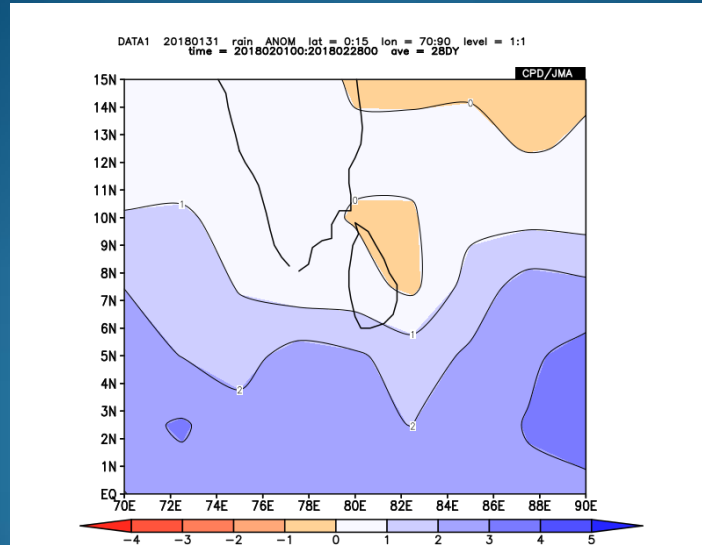 DATA1 20180131 rain ANOM lat = 0:15 lon = 70:90 level = 1:1
time = 2018020100:2018022800 ave = 28DY
CPD/JMA
15N
14N
0
13N
12N
11N
0
1
10N
9N
8N
7N
6N
1
5N
4N
2
3N
2
2N
1N
EQ
70E 72E 74E 76E 78E 80E 82E 84E 86E 88E 90E
-4 -3 -2 -1 0 1 2 3 4 5